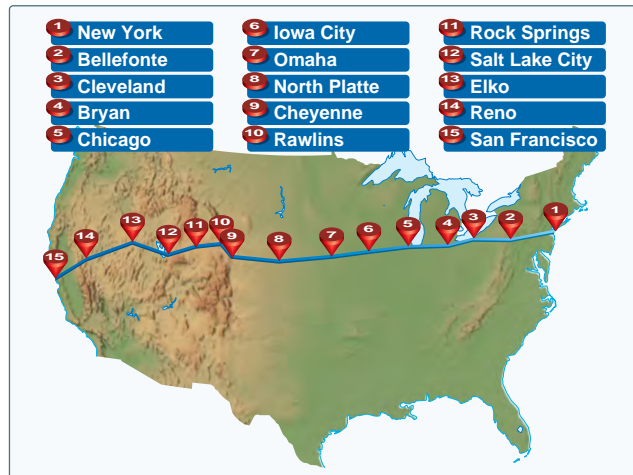 1 New York
2 Bellefonte
3 Cleveland
4 Bryan
5 Chicago
6 Iowa City
7 Omaha
8 North Platte
9 Cheyenne
10 Rawlins
11 Rock Springs
12 Salt Lake City
13 Elko
14 Reno
15 San Francisco
15
14
13
12
11
10
9
8
7
6
5
4
3
2
1